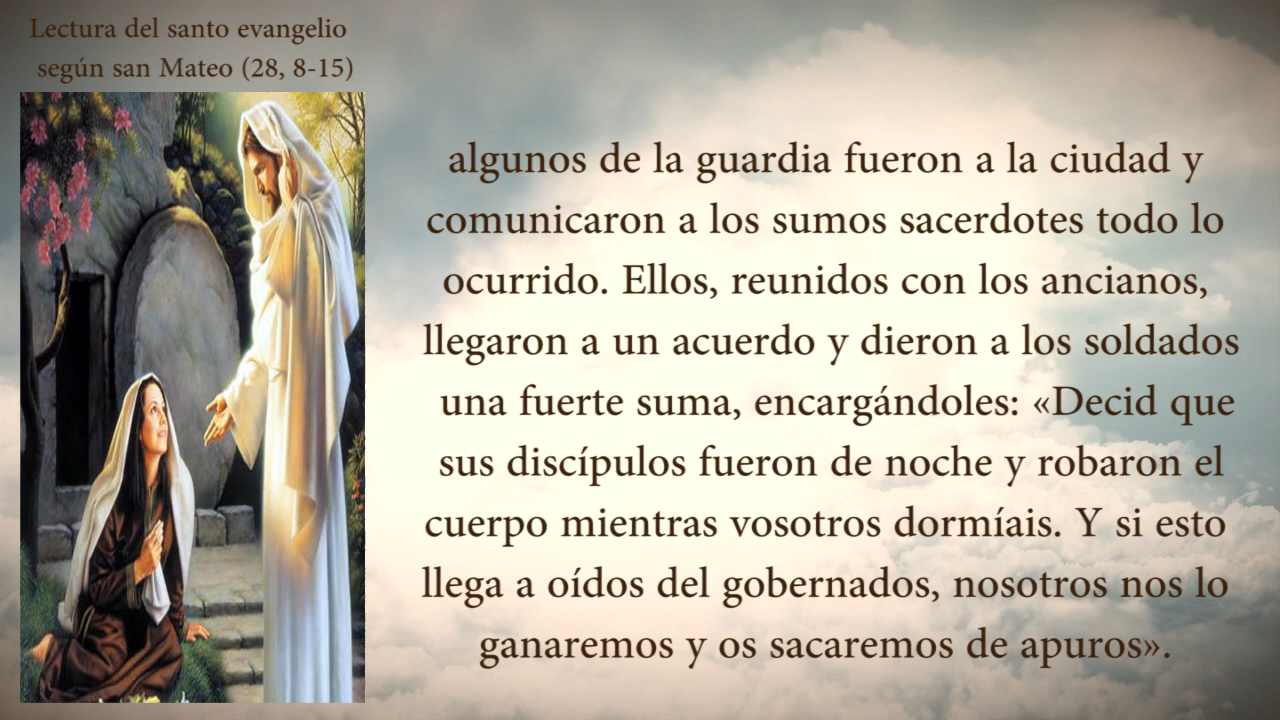 Lectura del santo evangelio
según san Mateo (28, 8-15)
algunos de la guardia fueron a la ciudad y
comunicaron a los sumos sacerdotes todo lo
ocurrido. Ellos, reunidos con los ancianos,
llegaron a un acuerdo y dieron a los soldados
una fuerte suma, encargándoles: «Decid que
sus discípulos fueron de noche y robaron el
cuerpo mientras vosotros dormíais. Y si esto
llega a oídos del gobernados, nosotros nos lo
ganaremos y os sacaremos de apuros».